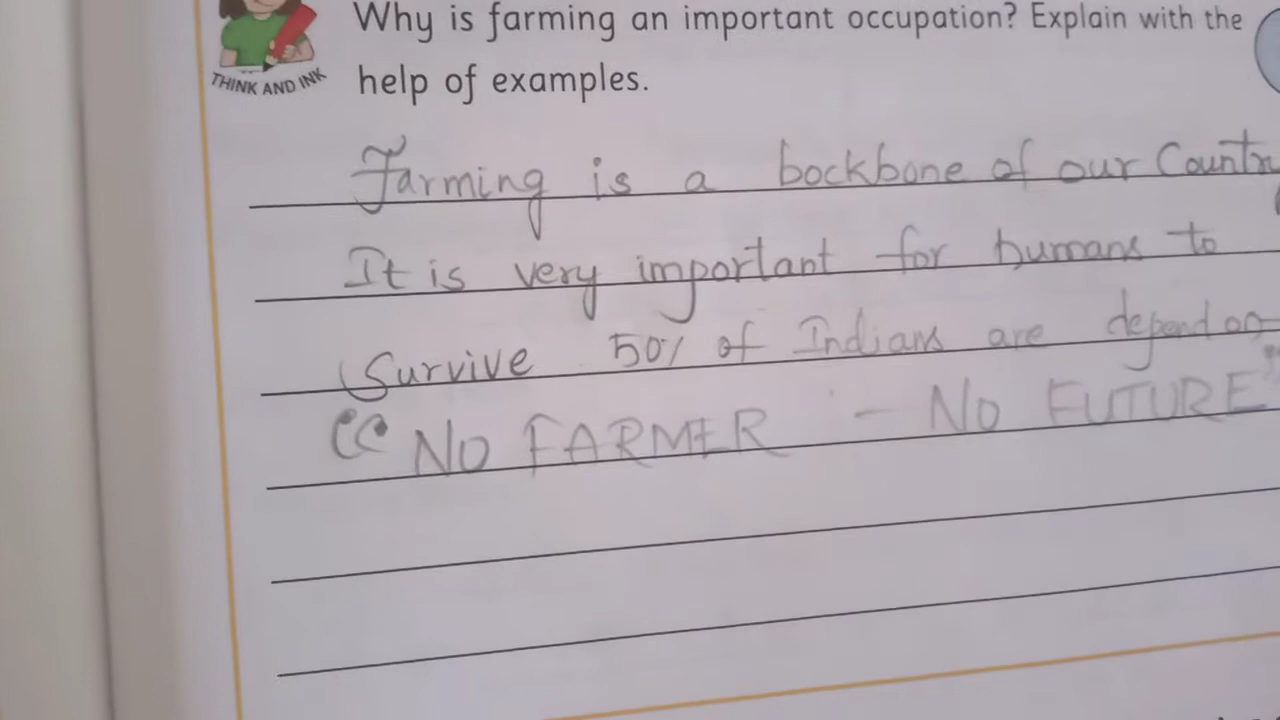 Why is farming an important occupation? Explain with the
help of examples.
THINK AND INK
Farming is a bockbone of our Countr
It is very important for humans to
Survive 50% of Indians are depend on
"NO FARMER - NO FUTURE"